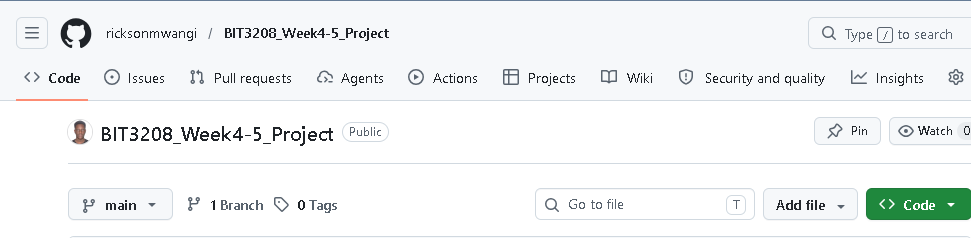 ricksonmwangi / BIT3208_Week4-5_Project
Type / to search
Code Issues Pull requests Agents Actions Projects Wiki Security and quality Insights
BIT3208_Week4-5_Project Public
Pin Watch 0
main 1 Branch 0 Tags Go to file T Add file Code